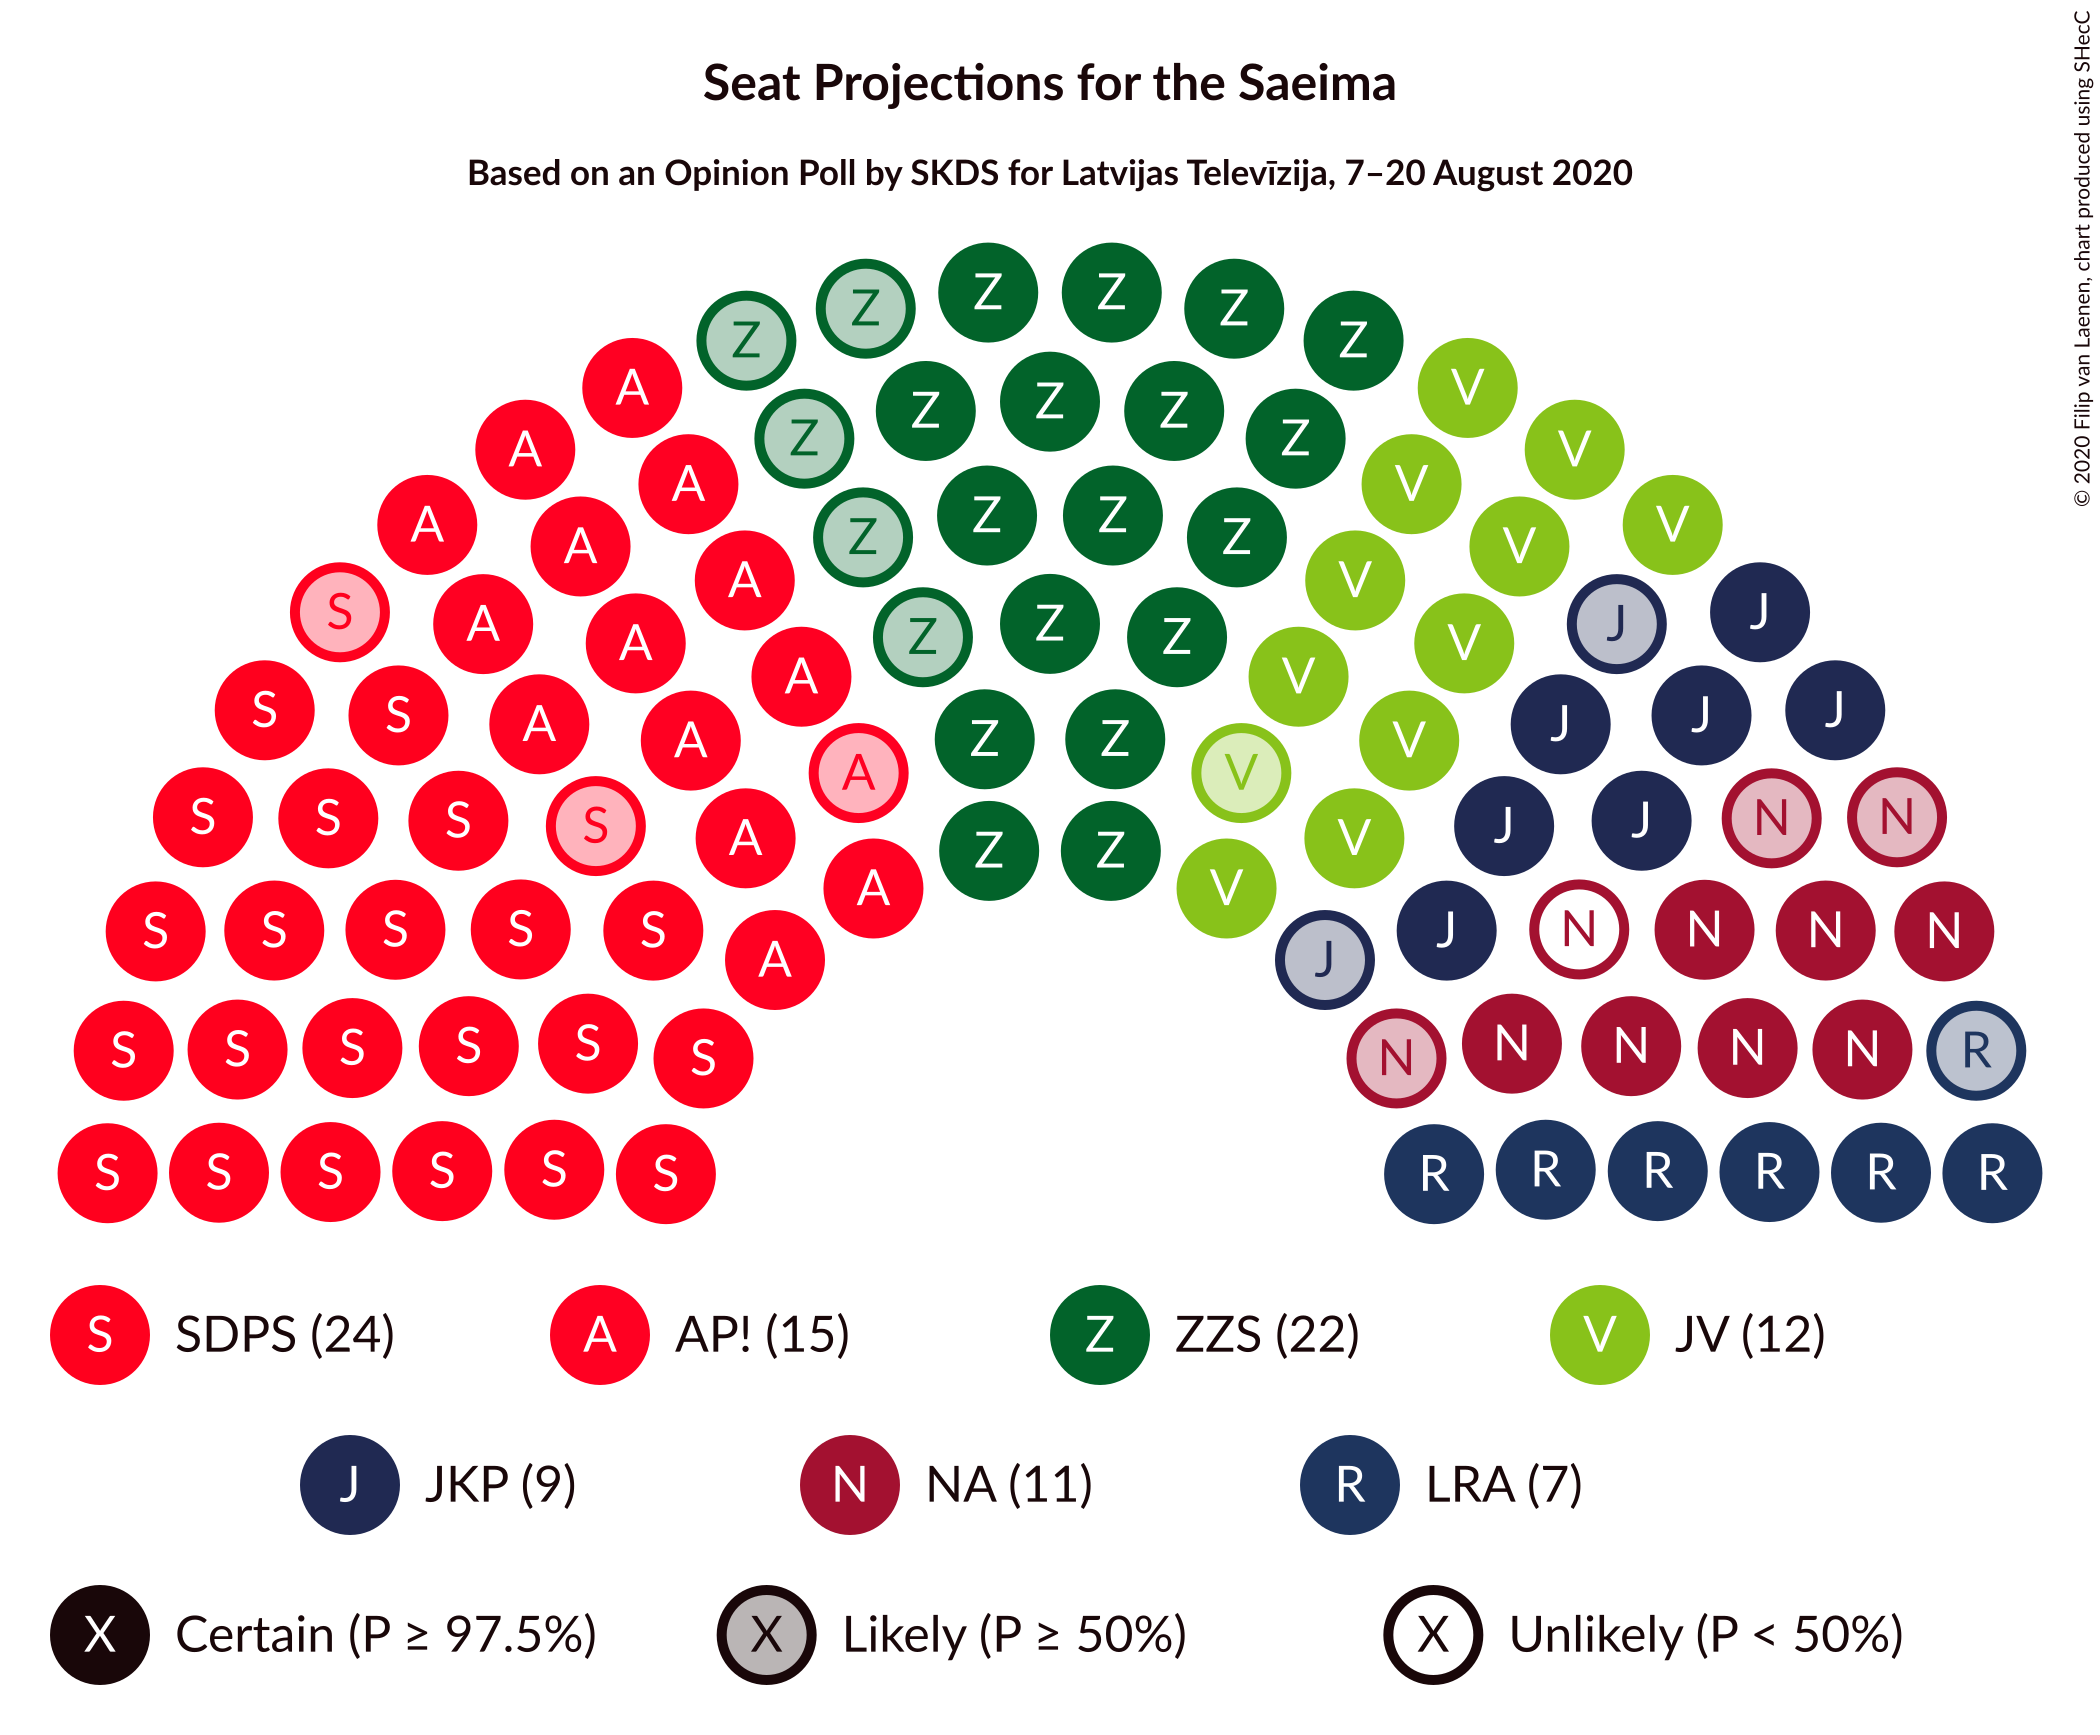 Seat Projections for the Saeima
Based on an Opinion Poll by SKDS for Latvijas Televīzija, 7–20 August 2020
© 2020 Filip van Laenen, chart produced using SHecC
Z Z Z Z
Z Z
A V
Z Z Z
A V
Z Z
A V
Z Z
A V
Z Z Z
A A V V
A V
S A J J
A V
Z Z Z
A V
S S A J J J
A Z Z V
A V
S S S S J J N N
A V
Z Z
A V
S S S S S J N N N N
A J
S S S S S S N N N N N R
S S S S S S R R R R R R
S SDPS (24) A AP! (15) Z ZZS (22) V JV (12)
J JKP (9) N NA (11) R LRA (7)
X Certain (P ≥ 97.5%) X Likely (P ≥ 50%) X Unlikely (P < 50%)